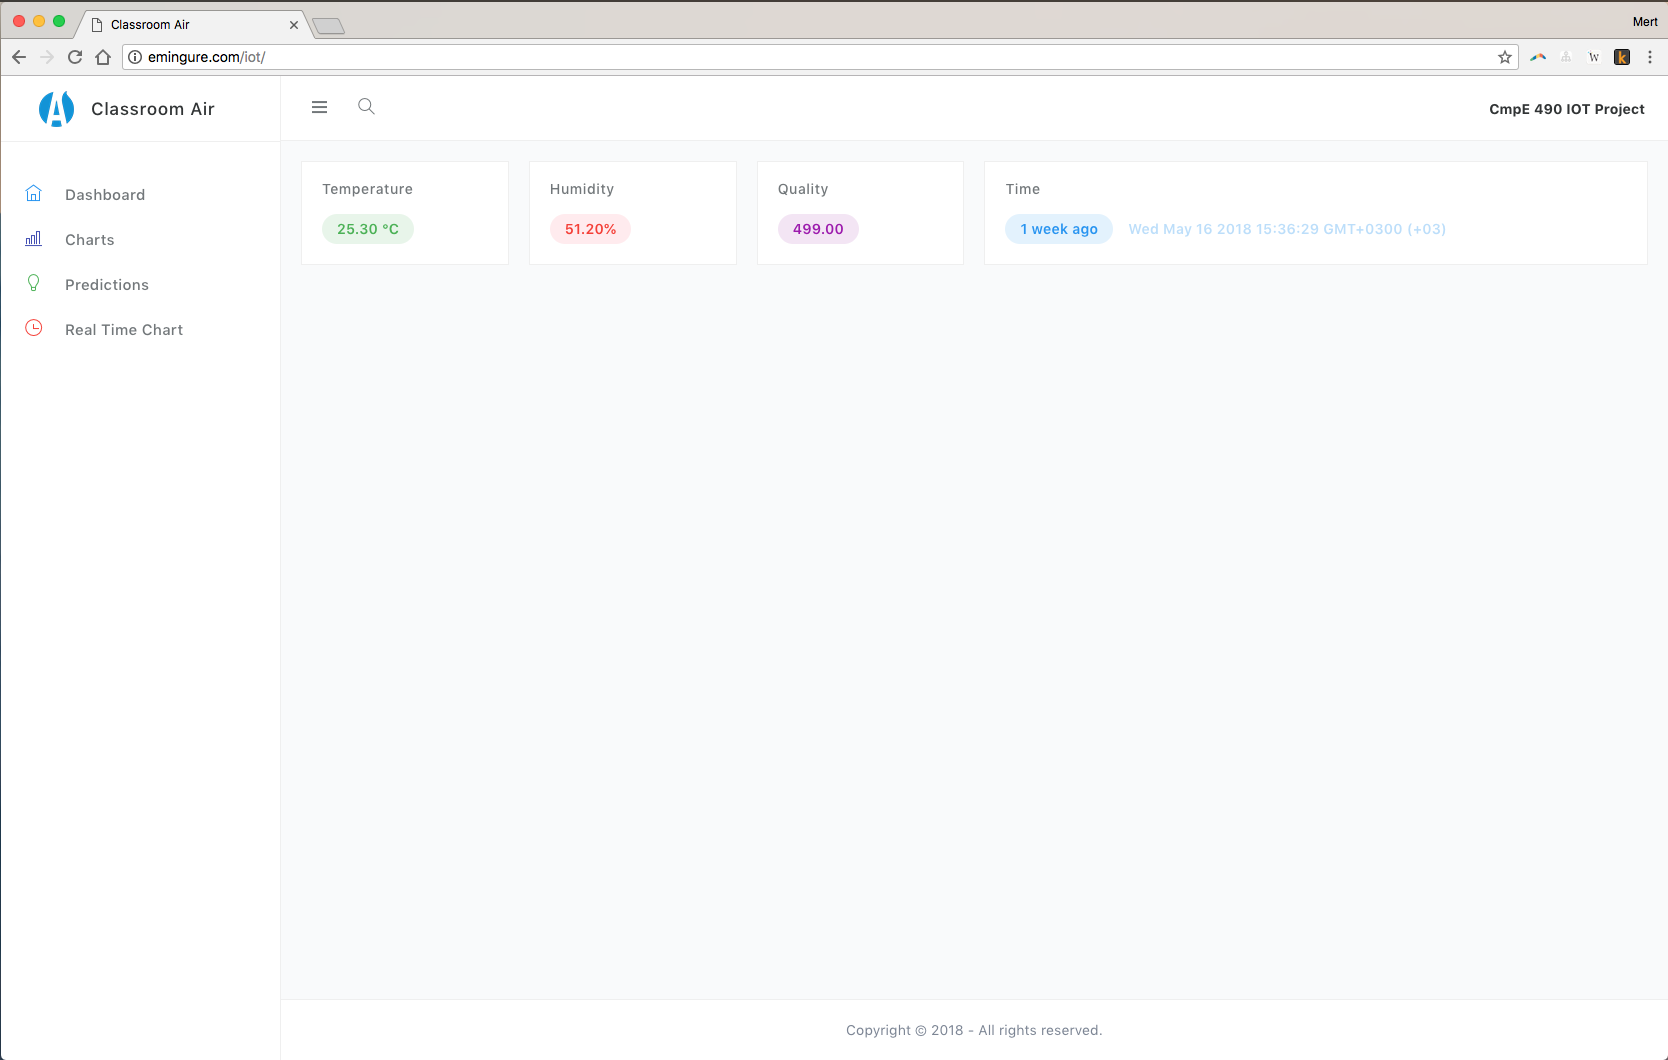 Classroom Air
Mert
emingure.com/iot/
W
k
Classroom Air
CmpE 490 IOT Project
Dashboard
Charts
Predictions
Real Time Chart
Temperature
25.30 °C
Humidity
51.20%
Quality
499.00
Time
1 week ago Wed May 16 2018 15:36:29 GMT+0300 (+03)
Copyright © 2018 - All rights reserved.